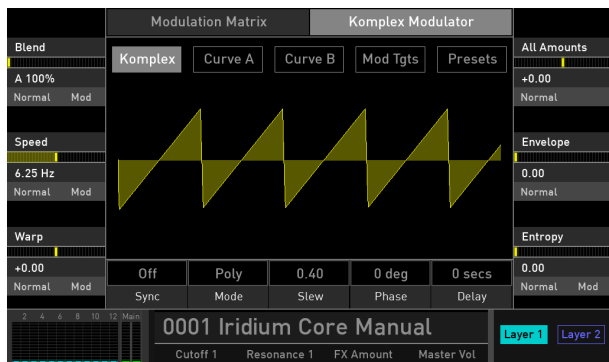 Modulation Matrix Komplex Modulator
Blend
A 100%
Normal Mod
Speed
6.25 Hz
Normal Mod
Warp
+0.00
Normal Mod
Komplex Curve A Curve B Mod Tgts Presets
Off Poly 0.40 0 deg 0 secs
Sync Mode Slew Phase Delay
All Amounts
+0.00
Normal
Envelope
0.00
Normal
Entropy
0.00
Normal Mod
2 4 6 8 10 12 Main
0001 Iridium Core Manual
Cutoff 1 Resonance 1 FX Amount Master Vol
Layer 1 Layer 2